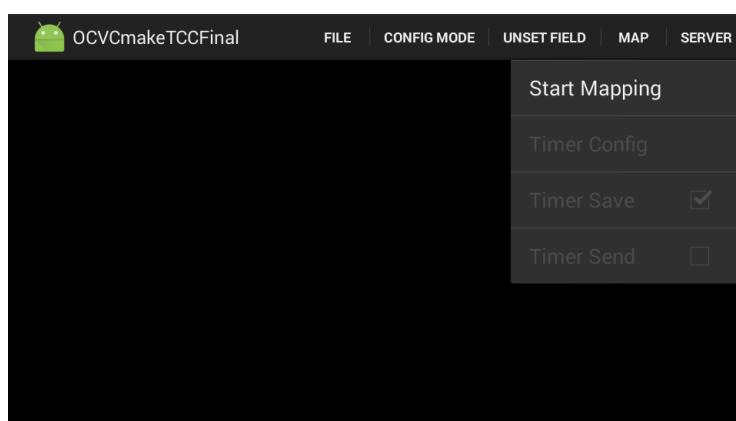 OCVCmakeTCCFinal FILE CONFIG MODE UNSET FIELD MAP SERVER
Start Mapping
Timer Config
Timer Save
Timer Send